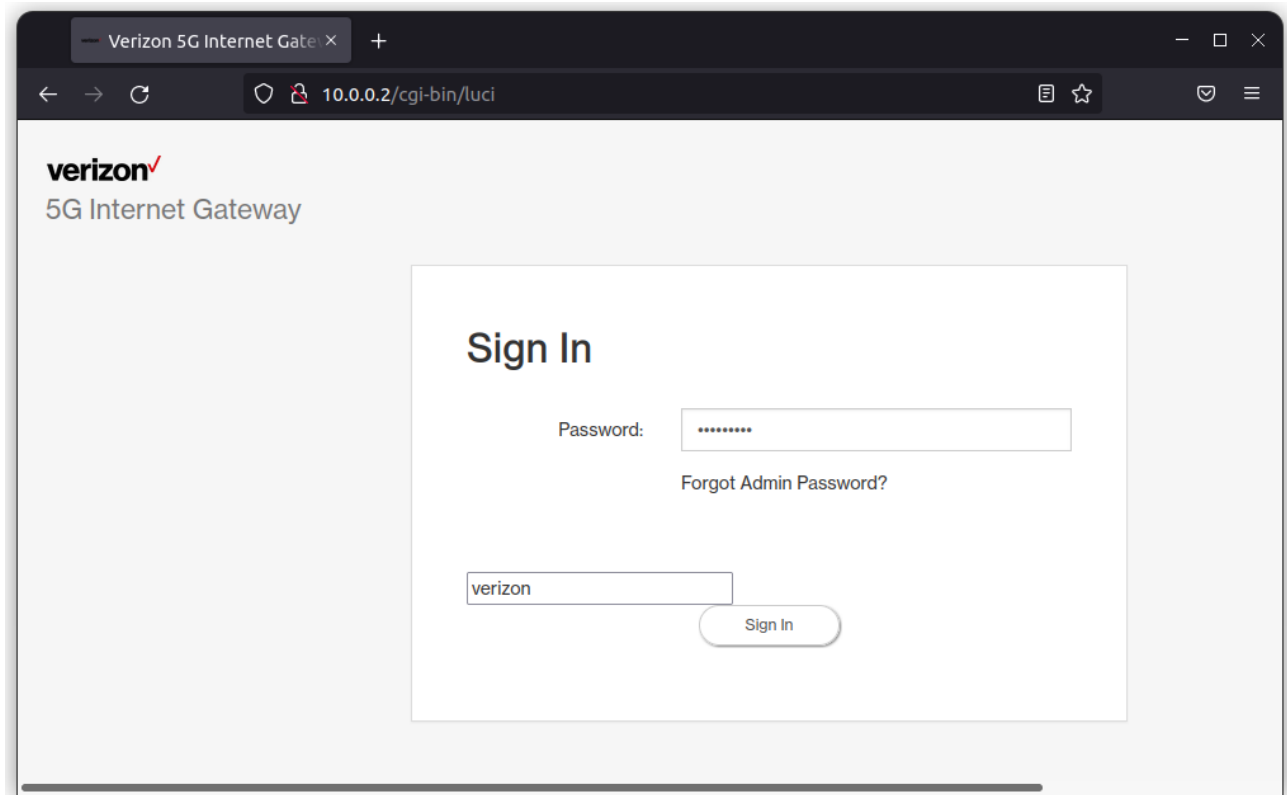 Verizon 5G Internet Gate
10.0.0.2/cgi-bin/luci
verizon
5G Internet Gateway
Sign In
Password: •••••••••
Forgot Admin Password?
verizon
Sign In